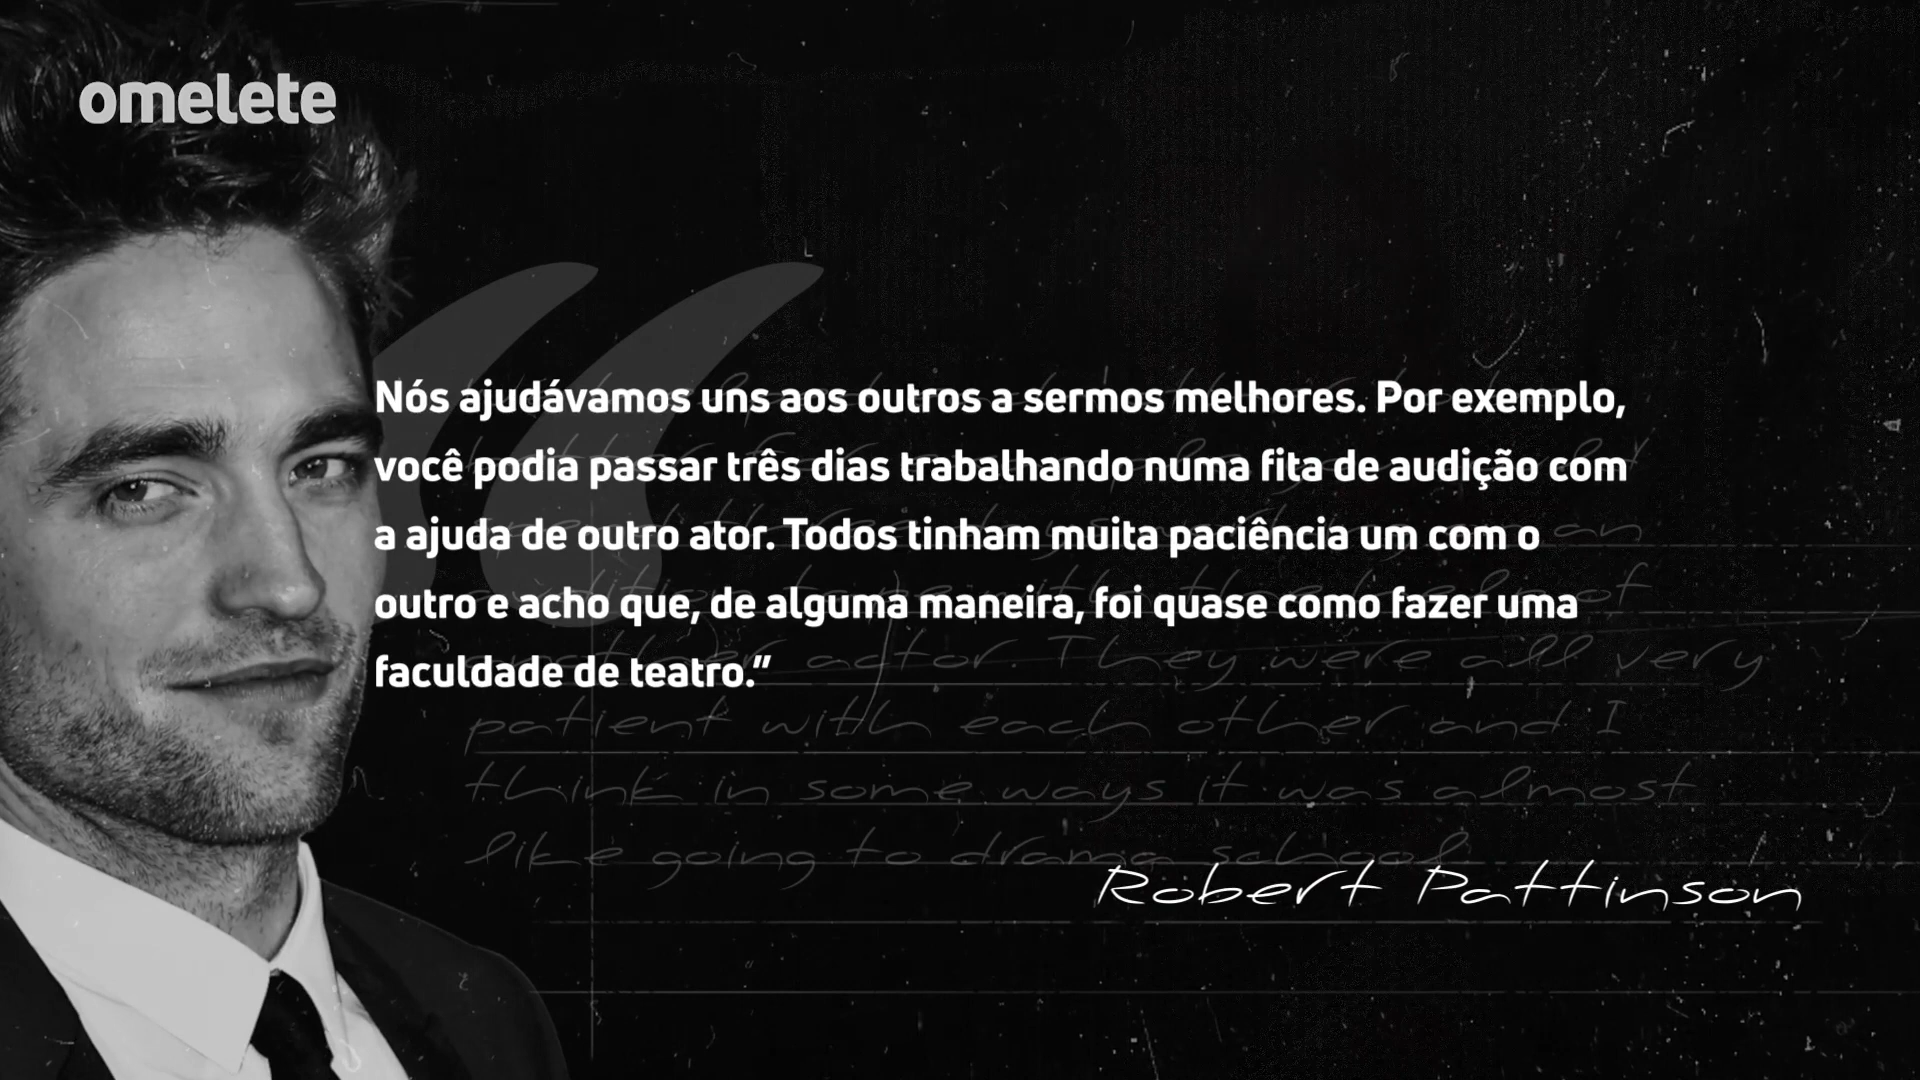 omelete
Nós ajudávamos uns aos outros a sermos melhores. Por exemplo,
você podia passar três dias trabalhando numa fita de audição com
a ajuda de outro ator. Todos tinham muita paciência um com o
outro e acho que, de alguma maneira, foi quase como fazer uma
faculdade de teatro.”
an
of
actor. They were all very
patient with each other and I
think in some ways it was almost
like going to drama school.
Robert Pattinson